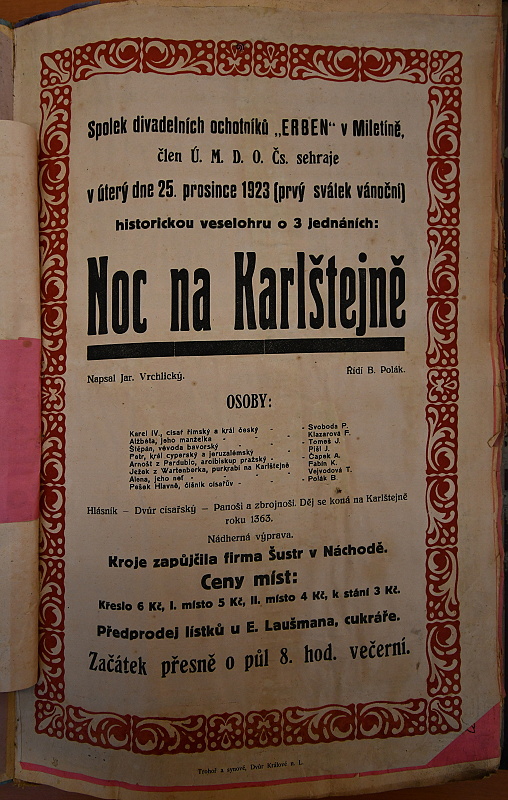 Spolek divadelních ochotníků „ERBEN" v Miletíně,
člen Ú. M. D. O. Čs. sehraje
v úterý dne 25. prosince 1923 (prvý svátek vánoční)
historickou veselohru o 3 jednáních:
Noc na Karlštejně
Napsal Jar. Vrchlický. Řídí B. Polák.
OSOBY:
Karel IV., císař římský a král český - - Svoboda P.
Alžběta, jeho manželka - - - Klazarova F.
Štěpán, vévoda bavorský - - - Tomeš J.
Petr, král cyperský a jeruzalémský - - Píšl J.
Arnošt z Pardubic, arcibiskup pražský - - Čapek A.
Ješek z Wartenberka, purkrabí na Karlštejně - Fabin K.
Alena, jeho neť - - - - Vejvodová T.
Pešek Hlavně, číšník císařův - - - Polák B.
Hlásník — Dvůr císařský — Panoši a zbrojnoši. Děj se koná na Karlštejně
roku 1363.
Nádherná výprava.
Kroje zapůjčila firma Šustr v Náchodě.
Ceny míst:
Křeslo 6 Kč, I. místo 5 Kč, II. místo 4 Kč, k stání 3 Kč.
Předprodej lístků u E. Laušmana, cukráře.
Začátek přesně o půl 8. hod. večerní.
a synové, Dvůr Králové n. L.